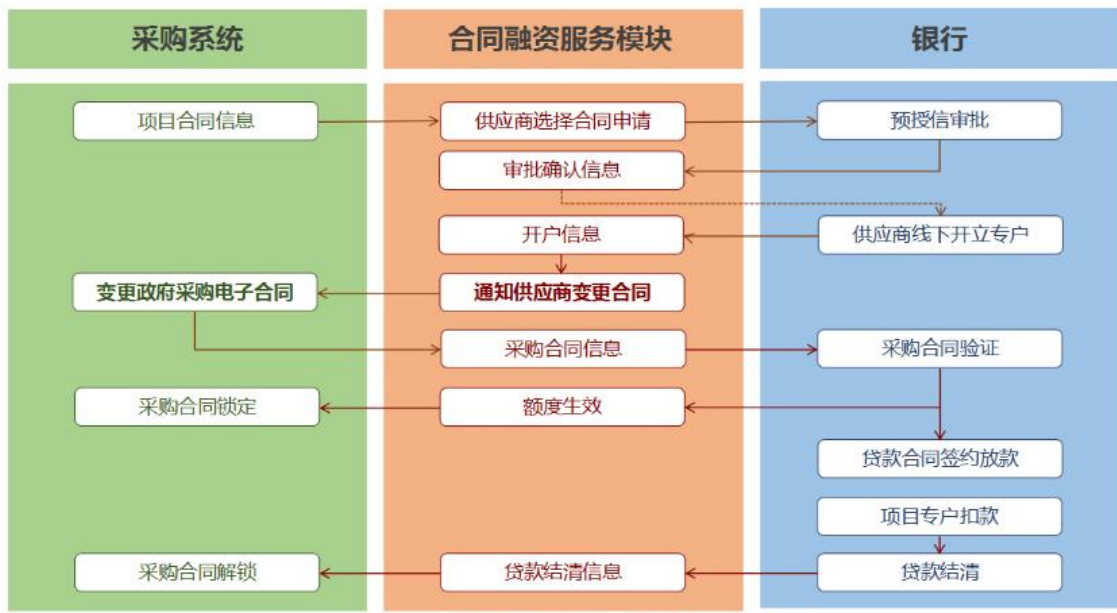 采购系统
合同融资服务模块
银行
项目合同信息
供应商选择合同申请
预授信审批
审批确认信息
开户信息
供应商线下开立专户
变更政府采购电子合同
通知供应商变更合同
采购合同信息
采购合同验证
采购合同锁定
额度生效
贷款合同签约放款
项目专户扣款
采购合同解锁
贷款结清信息
贷款结清